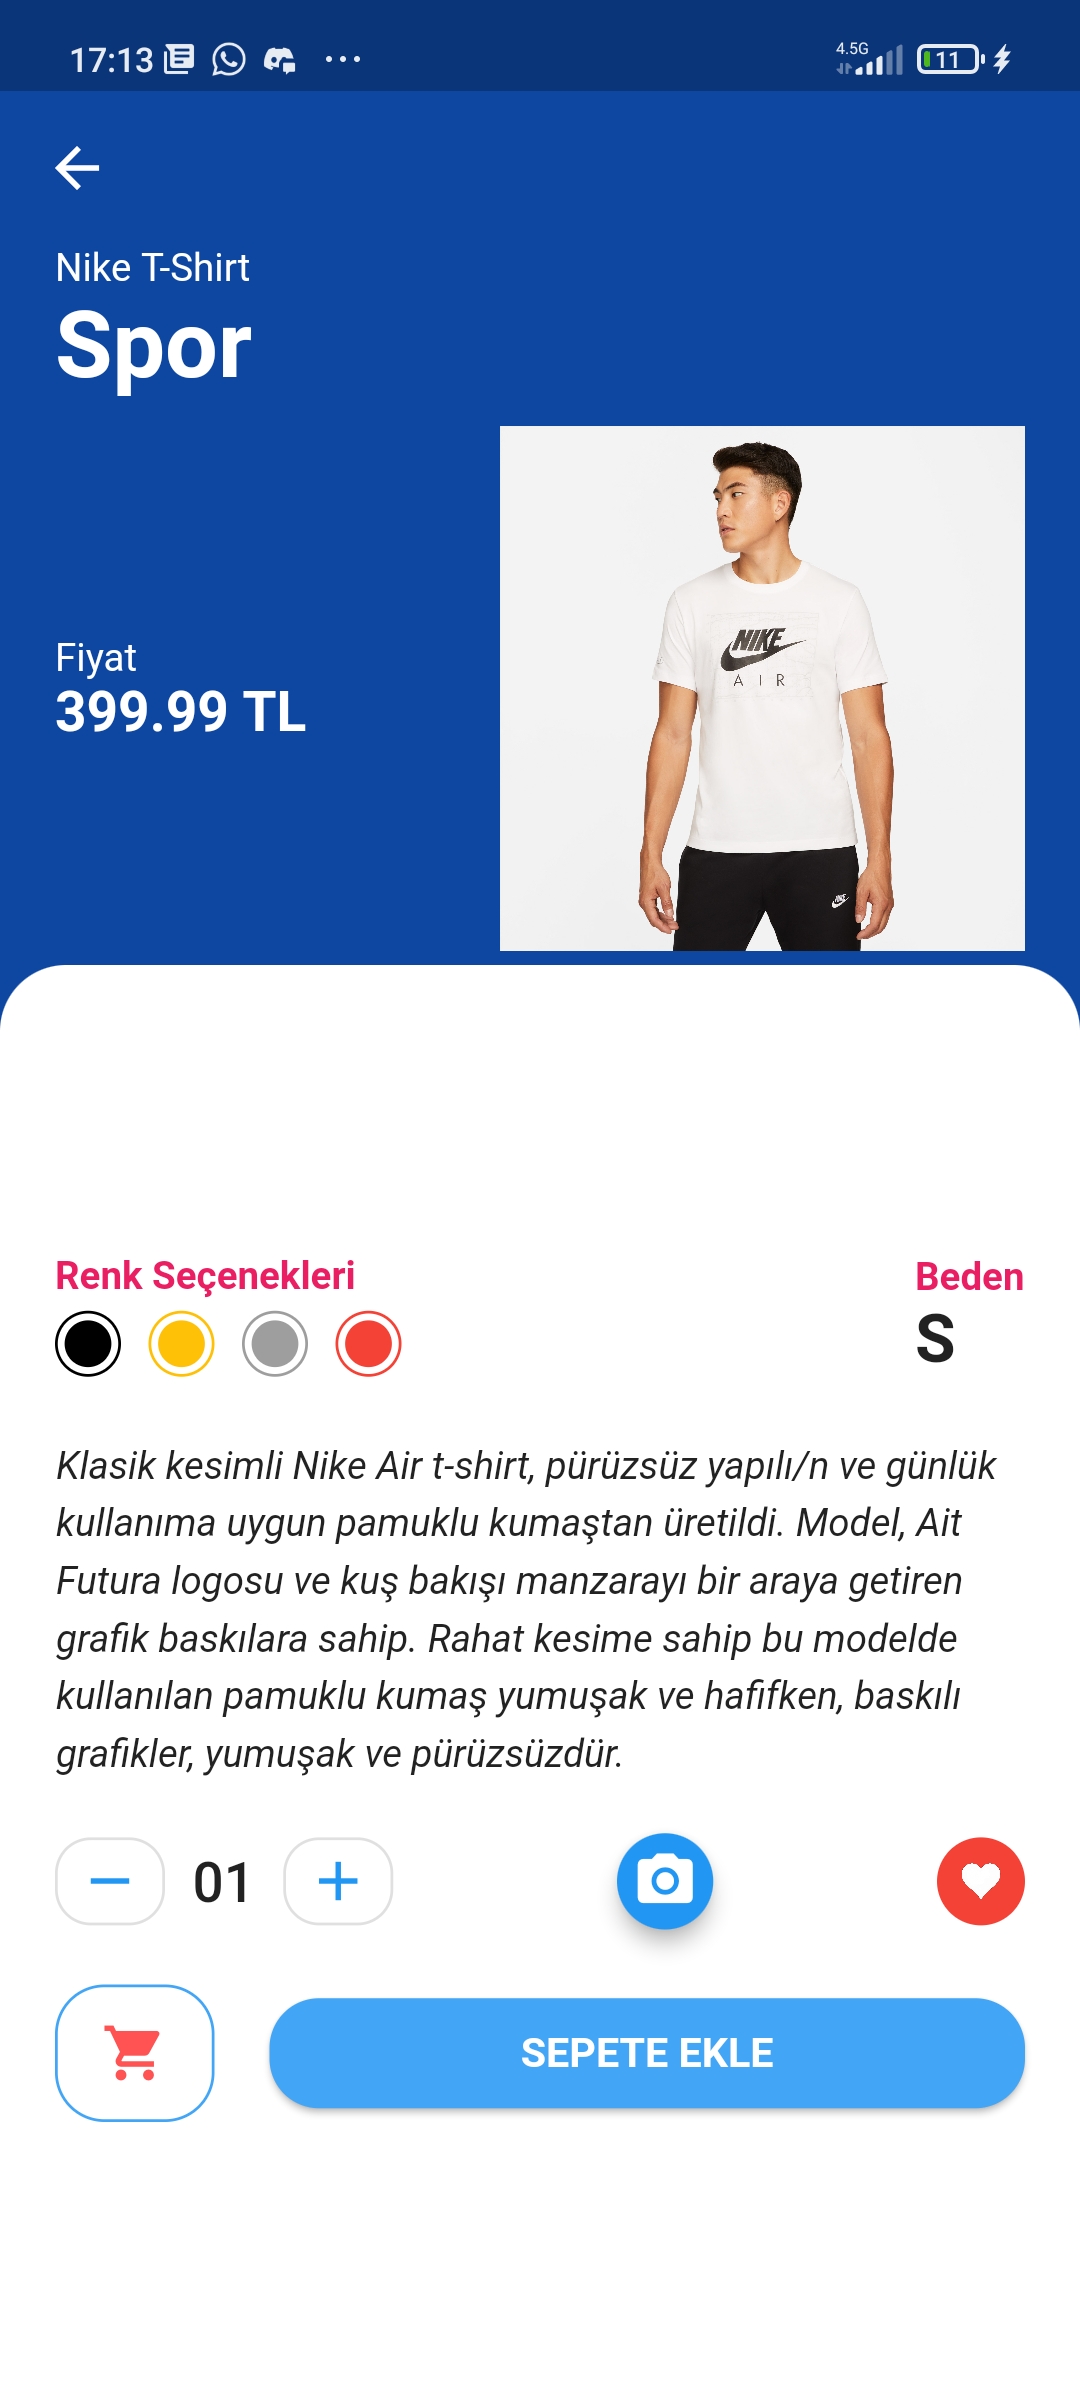 17:13
4.5G
11
Nike T-Shirt
Spor
Fiyat
399.99 TL
NIKE
AIR
Renk Seçenekleri
Beden
S
Klasik kesimli Nike Air t-shirt, pürüzsüz yapılı/n ve günlük
kullanıma uygun pamuklu kumaştan üretildi. Model, Ait
Futura logosu ve kuş bakışı manzarayı bir araya getiren
grafik baskılara sahip. Rahat kesime sahip bu modelde
kullanılan pamuklu kumaş yumuşak ve hafifken, baskılı
grafikler, yumuşak ve pürüzsüzdür.
01
SEPETE EKLE